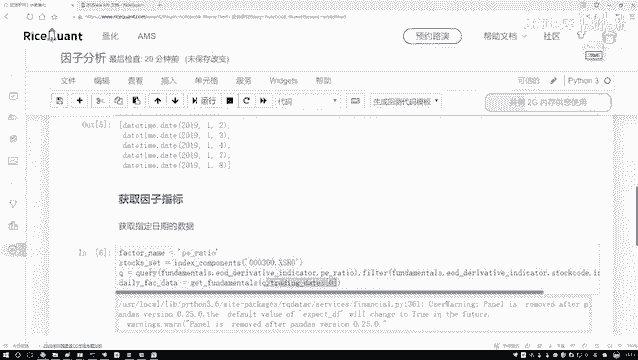 RiceQuant 量化 AMS 预约路演 帮助文档 社区
因子分析 最后检查: 20 分钟前 (未保存改变)
文件 编辑 查看 插入 单元格 服务 Widgets 帮助 可信的 Python 3
运行 代码 生成回测代码模板 共剩 2G 内存供您使用
Out[5]: [datetime.date(2019, 1, 2),
datetime.date(2019, 1, 3),
datetime.date(2019, 1, 4),
datetime.date(2019, 1, 7),
datetime.date(2019, 1, 8)]
获取因子指标
获取指定日期的数据
In [6]: factor_name = 'pe_ratio'
stocks_set = index_components('000300.XSHG')
q = query(fundamentals.eod_derivative_indicator.pe_ratio).filter(fundamentals.eod_derivative_indicator.stockcode.in
daily_fac_data = get_fundamentals(q, trading_dates[0])
/usr/local/lib/python3.6/site-packages/rqdatac/services/financial.py:361: UserWarning: Panel is removed after p
andas version 0.25.0.the default value of 'expect_df' will change to True in the future.
warnings.warn("Panel is removed after pandas version 0.25.0."